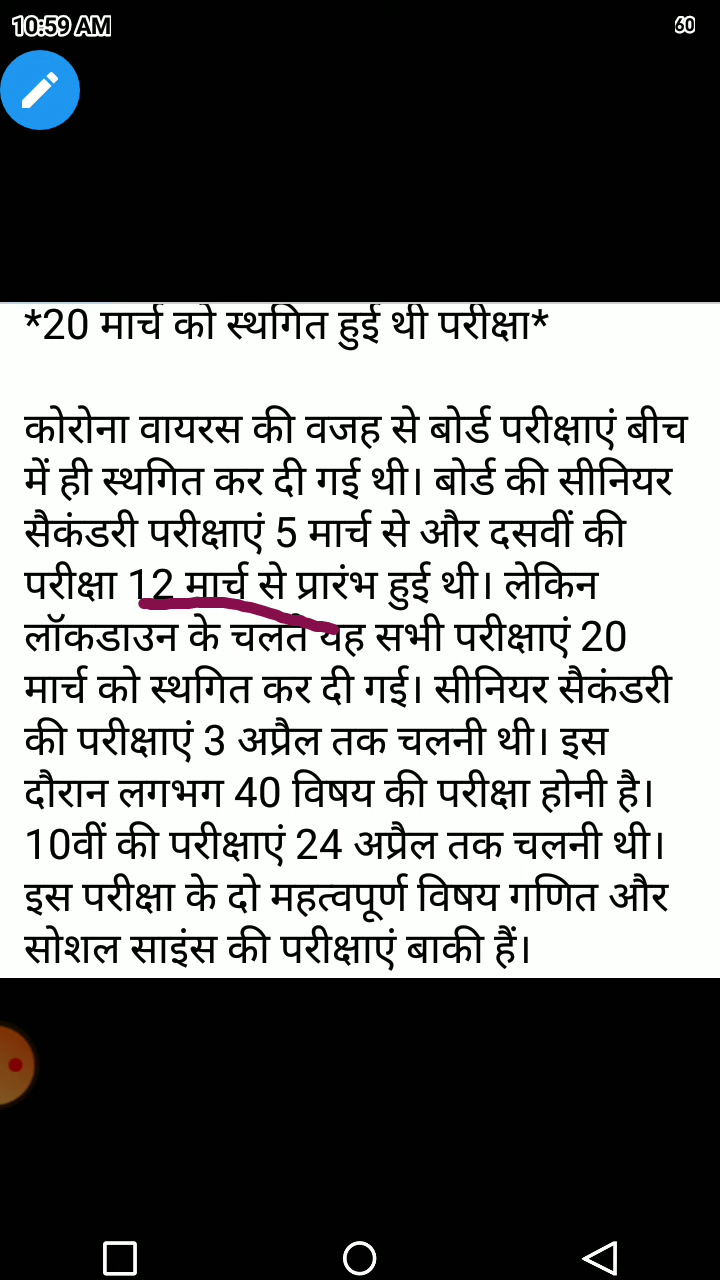 10:59 AM
60
*20 मार्च को स्थगित हुई थी परीक्षा*
कोरोना वायरस की वजह से बोर्ड परीक्षाएं बीच
में ही स्थगित कर दी गई थी। बोर्ड की सीनियर
सैकंडरी परीक्षाएं 5 मार्च से और दसवीं की
परीक्षा 12 मार्च से प्रारंभ हुई थी। लेकिन
लॉकडाउन के चलते यह सभी परीक्षाएं 20
मार्च को स्थगित कर दी गई। सीनियर सैकंडरी
की परीक्षाएं 3 अप्रैल तक चलनी थी। इस
दौरान लगभग 40 विषय की परीक्षा होनी है।
10वीं की परीक्षाएं 24 अप्रैल तक चलनी थी।
इस परीक्षा के दो महत्वपूर्ण विषय गणित और
सोशल साइंस की परीक्षाएं बाकी हैं।